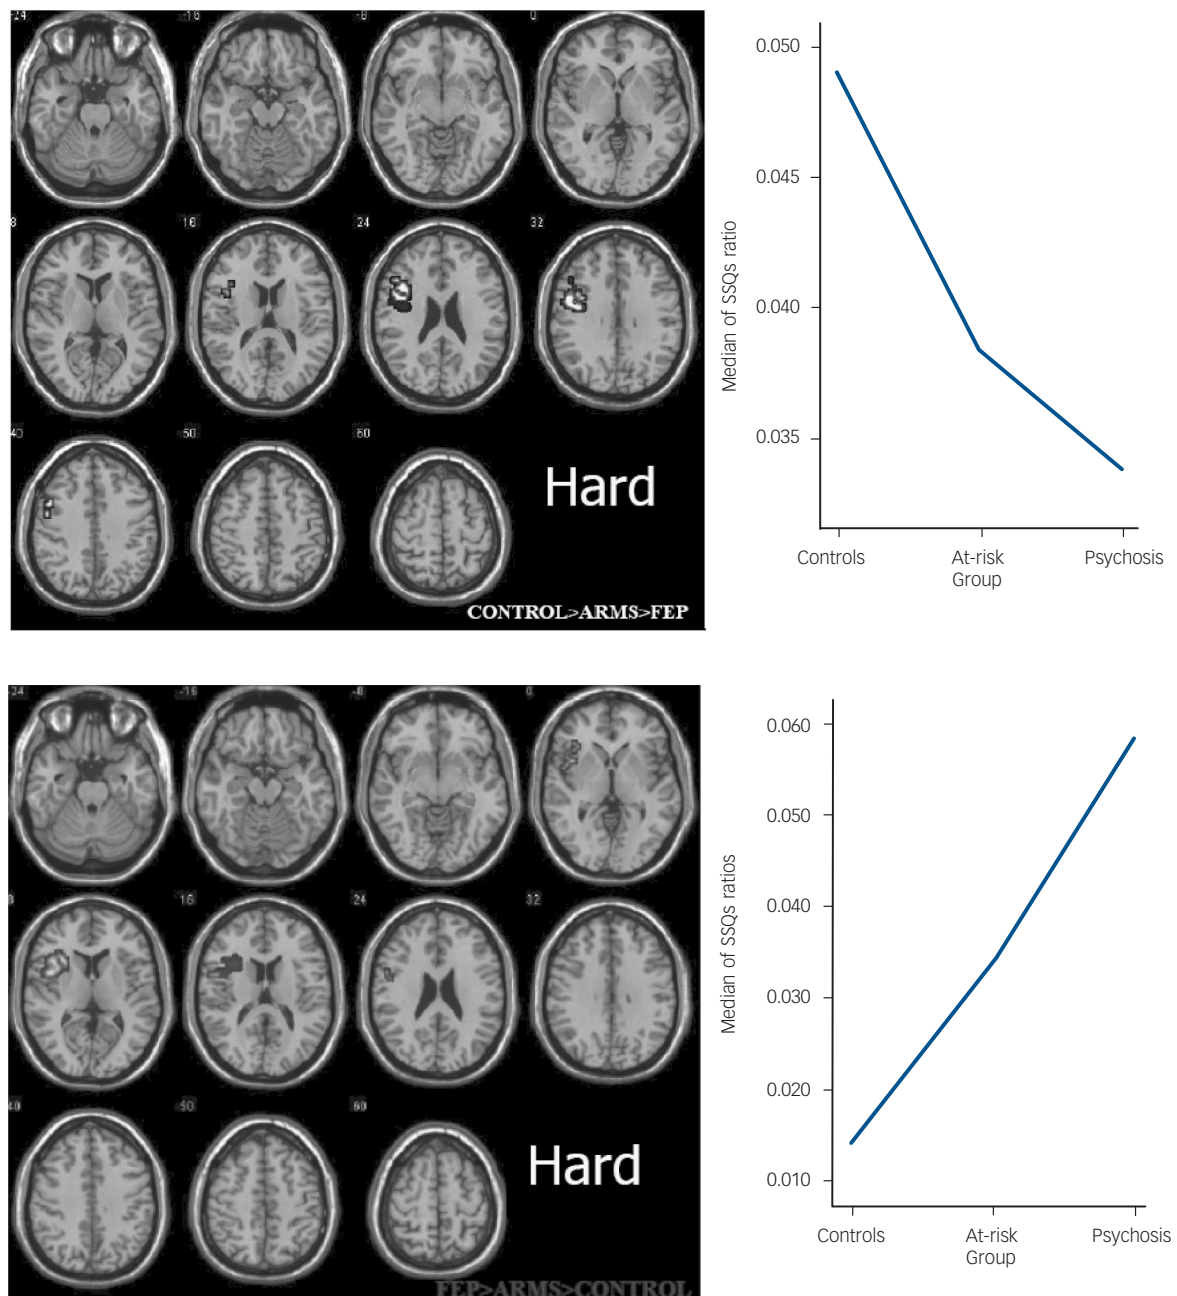 -24 -16 -8 0
8 16 24 32
40 50 60
Hard
CONTROL>ARMS>FEP
0.050
0.045
0.040
0.035
Median of SSQs ratio
Controls At-risk Group Psychosis
-24 -16 -8 0
8 16 24 32
40 50 60
Hard
FEP>ARMS>CONTROL
0.060
0.050
0.040
0.030
0.020
0.010
Median of SSQs ratios
Controls At-risk Group Psychosis